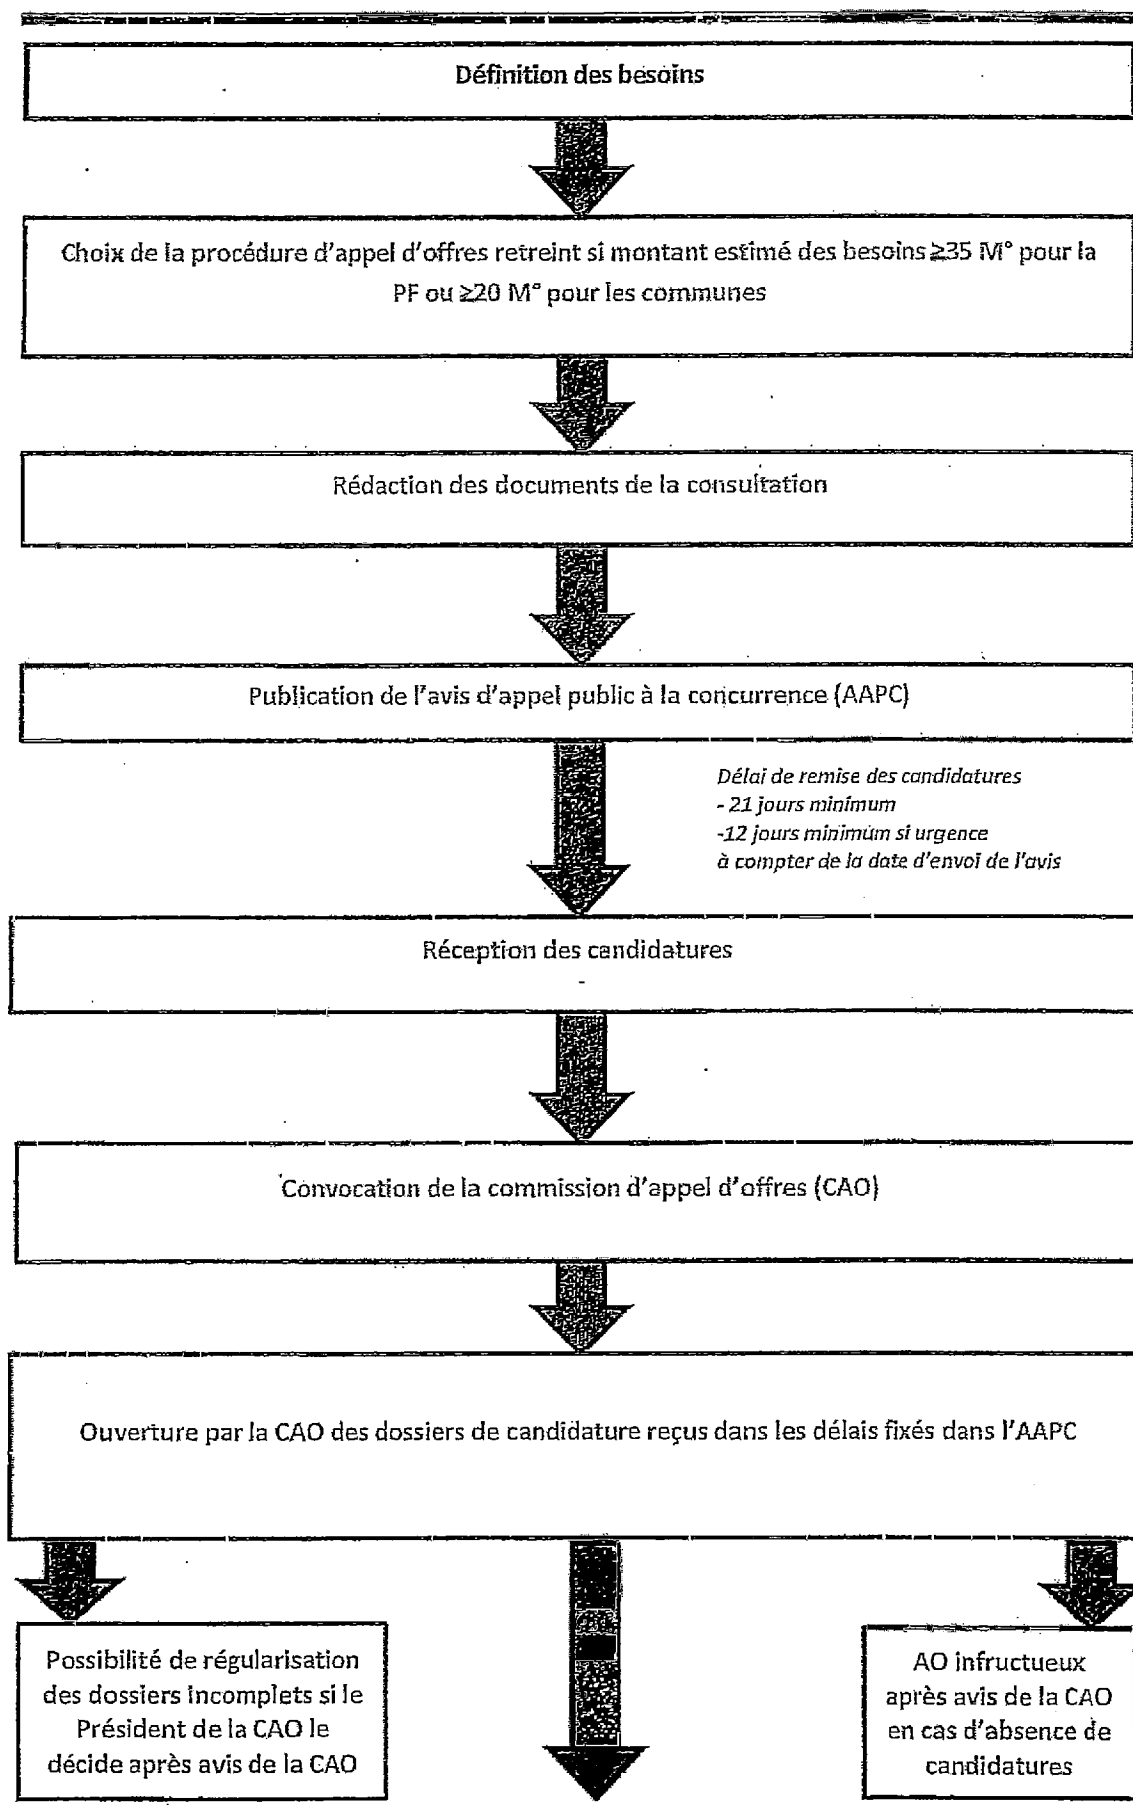 Définition des besoins
Choix de la procédure d'appel d'offres retreint si montant estimé des besoins ≥35 M° pour la
PF ou ≥20 M° pour les communes
Rédaction des documents de la consultation
Publication de l'avis d'appel public à la concurrence (AAPC)
Délai de remise des candidatures
- 21 jours minimum
-12 jours minimum si urgence
à compter de la date d'envoi de l'avis
Réception des candidatures
Convocation de la commission d'appel d'offres (CAO)
Ouverture par la CAO des dossiers de candidature reçus dans les délais fixés dans l'AAPC
Possibilité de régularisation
des dossiers incomplets si le
Président de la CAO le
décide après avis de la CAO
AO infructueux
après avis de la CAO
en cas d'absence de
candidatures